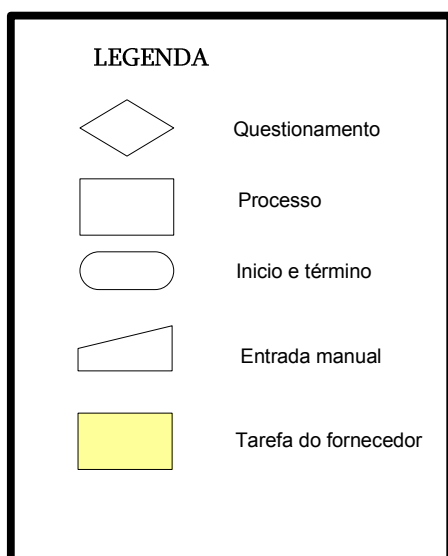 LEGENDA
Questionamento
Processo
Inicio e término
Entrada manual
Tarefa do fornecedor